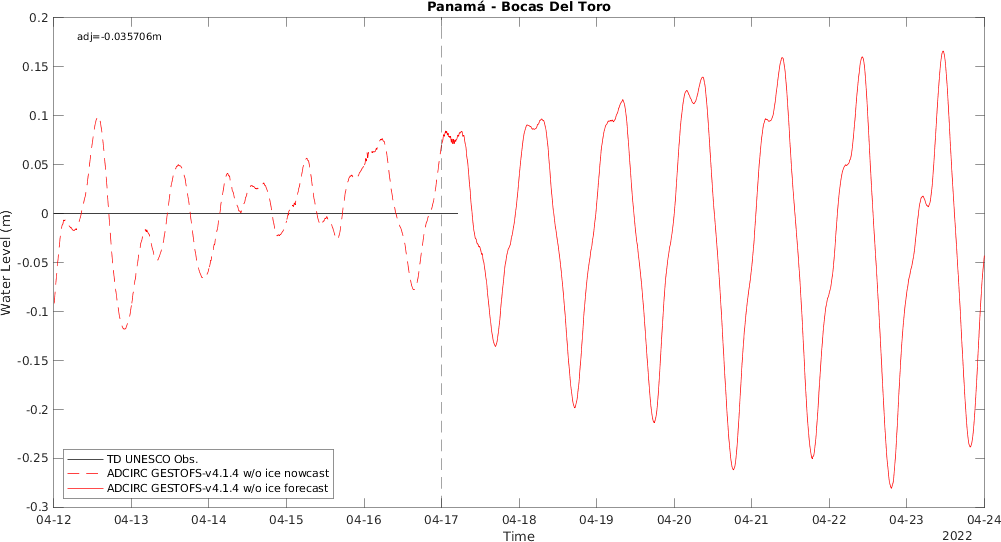 Panamá - Bocas Del Toro
adj=-0.035706m
0.2
0.15
0.1
0.05
0
-0.05
-0.1
-0.15
-0.2
-0.25
-0.3
Water Level (m)
TD UNESCO Obs.
ADCIRC GESTOFS-v4.1.4 w/o ice nowcast
ADCIRC GESTOFS-v4.1.4 w/o ice forecast
04-12 04-13 04-14 04-15 04-16 04-17 04-18 04-19 04-20 04-21 04-22 04-23 04-24
Time
2022